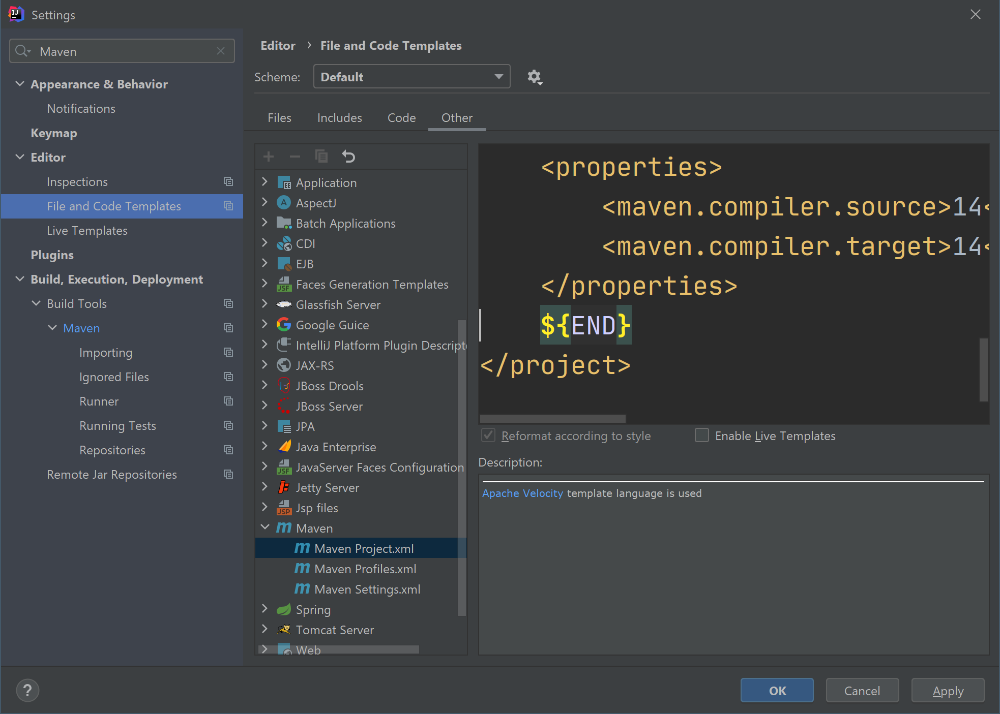 Settings
Maven
Appearance & Behavior
Notifications
Keymap
Editor
Inspections
File and Code Templates
Live Templates
Plugins
Build, Execution, Deployment
Build Tools
Maven
Importing
Ignored Files
Runner
Running Tests
Repositories
Remote Jar Repositories
Editor › File and Code Templates
Scheme: Default
Files Includes Code Other
Application
AspectJ
Batch Applications
CDI
EJB
Faces Generation Templates
Glassfish Server
Google Guice
IntelliJ Platform Plugin Descripto
JAX-RS
JBoss Drools
JBoss Server
JPA
Java Enterprise
JavaServer Faces Configuration
Jetty Server
Jsp files
Maven
Maven Project.xml
Maven Profiles.xml
Maven Settings.xml
Spring
Tomcat Server
Web
<properties>
<maven.compiler.source>14<
<maven.compiler.target>14<
</properties>
${END}
</project>
Reformat according to style Enable Live Templates
Description:
Apache Velocity template language is used
? OK Cancel Apply